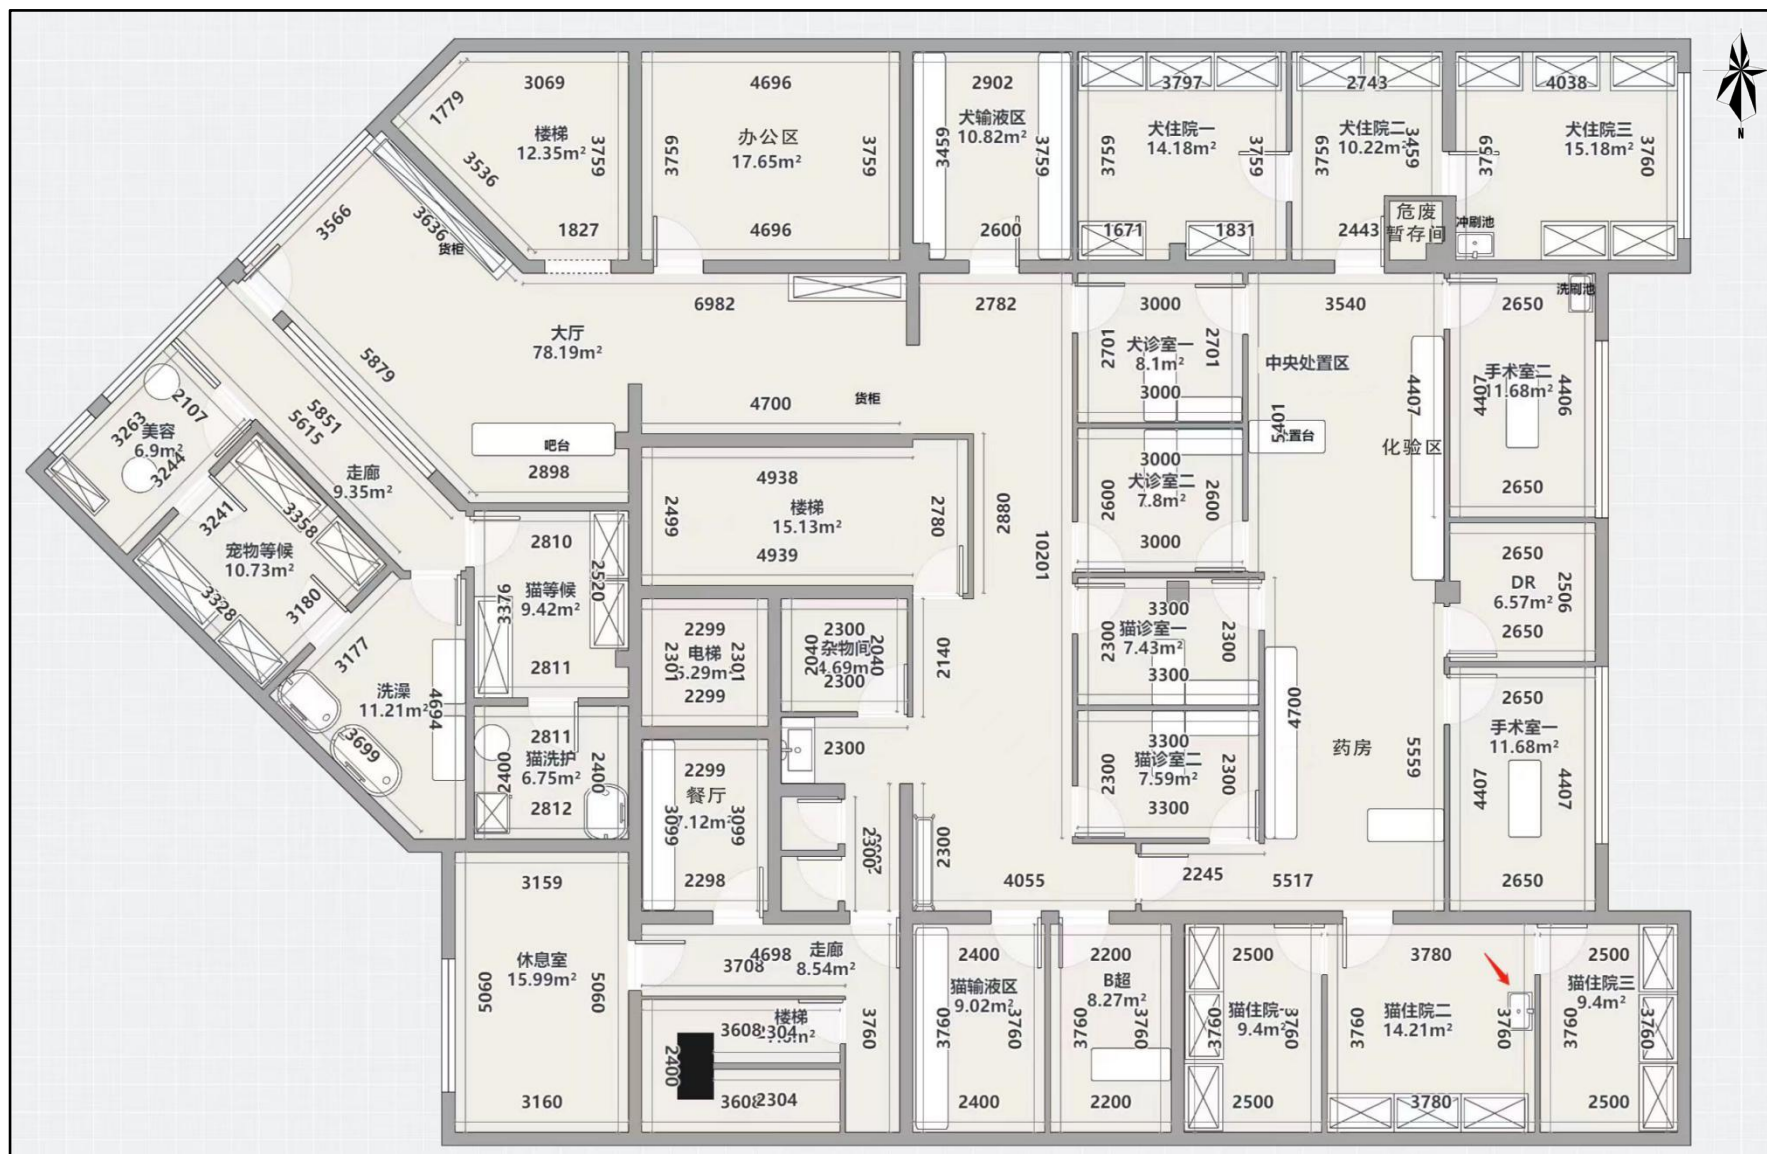 N
3069
1779
楼梯
12.35m²
3759
3536
1827
4696
办公区
17.65m²
3759
3759
4696
2902
犬输液区
10.82m²
3459
3759
2600
3797
犬住院一
14.18m²
3759
3759
1671
1831
2743
犬住院二
10.22m²
3759
3459
2443
危废
暂存间
4038
犬住院三
15.18m²
3759
3760
冲刷池
3566
3636
货柜
6982
大厅
78.19m²
5879
4700
货柜
吧台
2898
2782
3000
犬诊室一
8.1m²
2701
2701
3000
3540
中央处置区
4407
5401
置台
化验区
2650
洗刷池
手术室二
11.68m²
4407
4406
2650
3263
2107
美容
6.9m²
3244
5851
5615
走廊
9.35m²
4938
楼梯
15.13m²
2499
2780
4939
2880
10201
3000
犬诊室二
7.8m²
2600
2600
3000
3241
3358
宠物等候
10.73m²
3328
3180
2810
猫等候
9.42m²
3376
2520
2811
2650
DR
6.57m²
2506
2650
2299
电梯
5.29m²
2301
2301
2299
2300
杂物间
4.69m²
2040
2040
2300
2140
3300
猫诊室一
7.43m²
2300
2300
3300
3177
洗澡
11.21m²
4694
3699
2811
猫洗护
6.75m²
2400
2400
2812
2299
餐厅
7.12m²
3099
3099
2298
2300
2300
2300
3300
猫诊室二
7.59m²
2300
2300
3300
4700
药房
5559
2650
手术室一
11.68m²
4407
4407
2650
4055
2245
5517
3159
休息室
15.99m²
5060
5060
3160
4698
3708
走廊
8.54m²
楼梯
3608
2304
2400
3608
2304
3760
2400
猫输液区
9.02m²
3760
3760
2400
2200
B超
8.27m²
3760
3760
2200
2500
猫住院一
9.4m²
3760
3760
2500
3780
猫住院二
14.21m²
3760
3760
3780
2500
猫住院三
9.4m²
3760
3760
2500